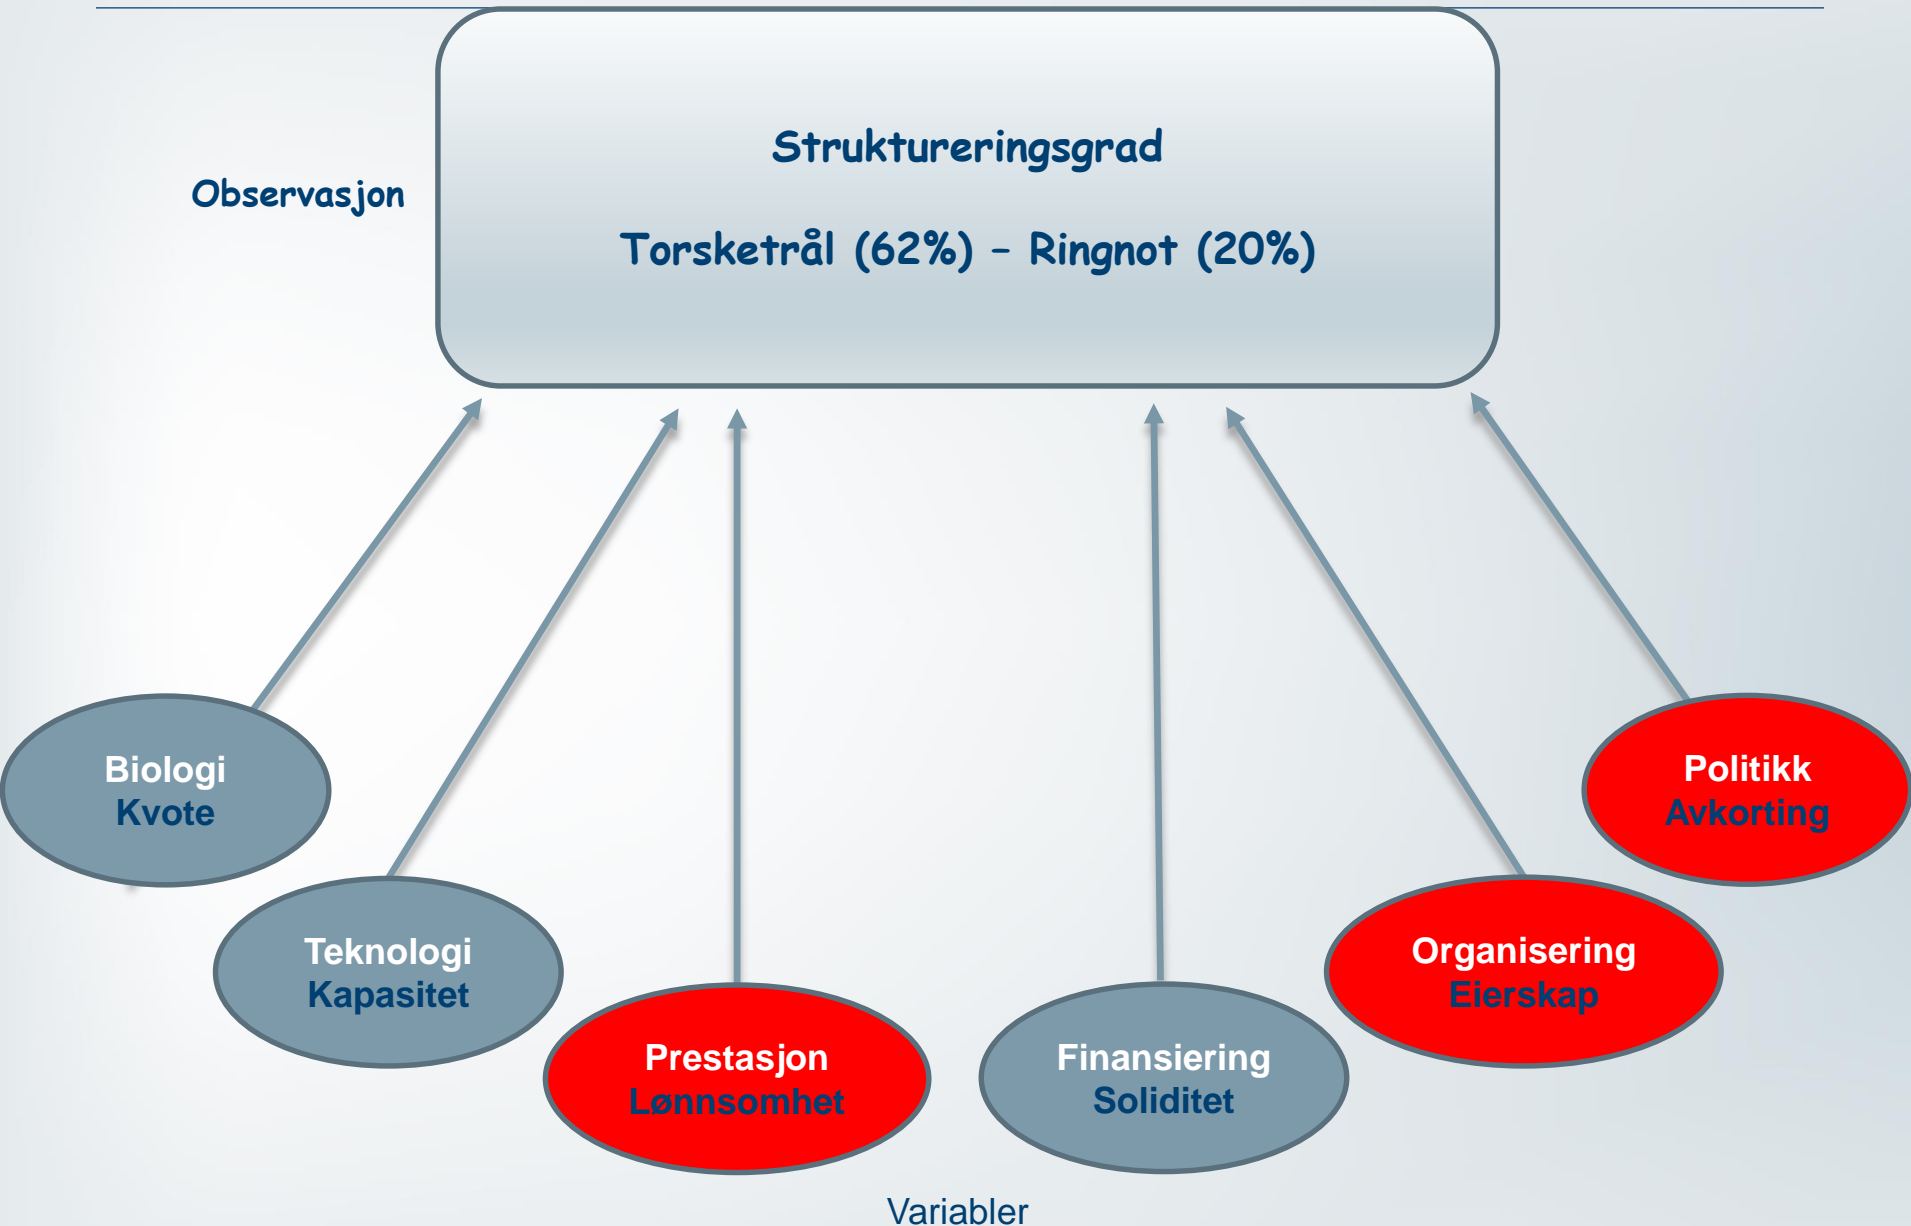 Struktureringsgrad
Observasjon
Torsketrål (62%) – Ringnot (20%)
Biologi
Kvote
Teknologi
Kapasitet
Prestasjon
Lønnsomhet
Finansiering
Soliditet
Organisering
Eierskap
Politikk
Avkorting
Variabler